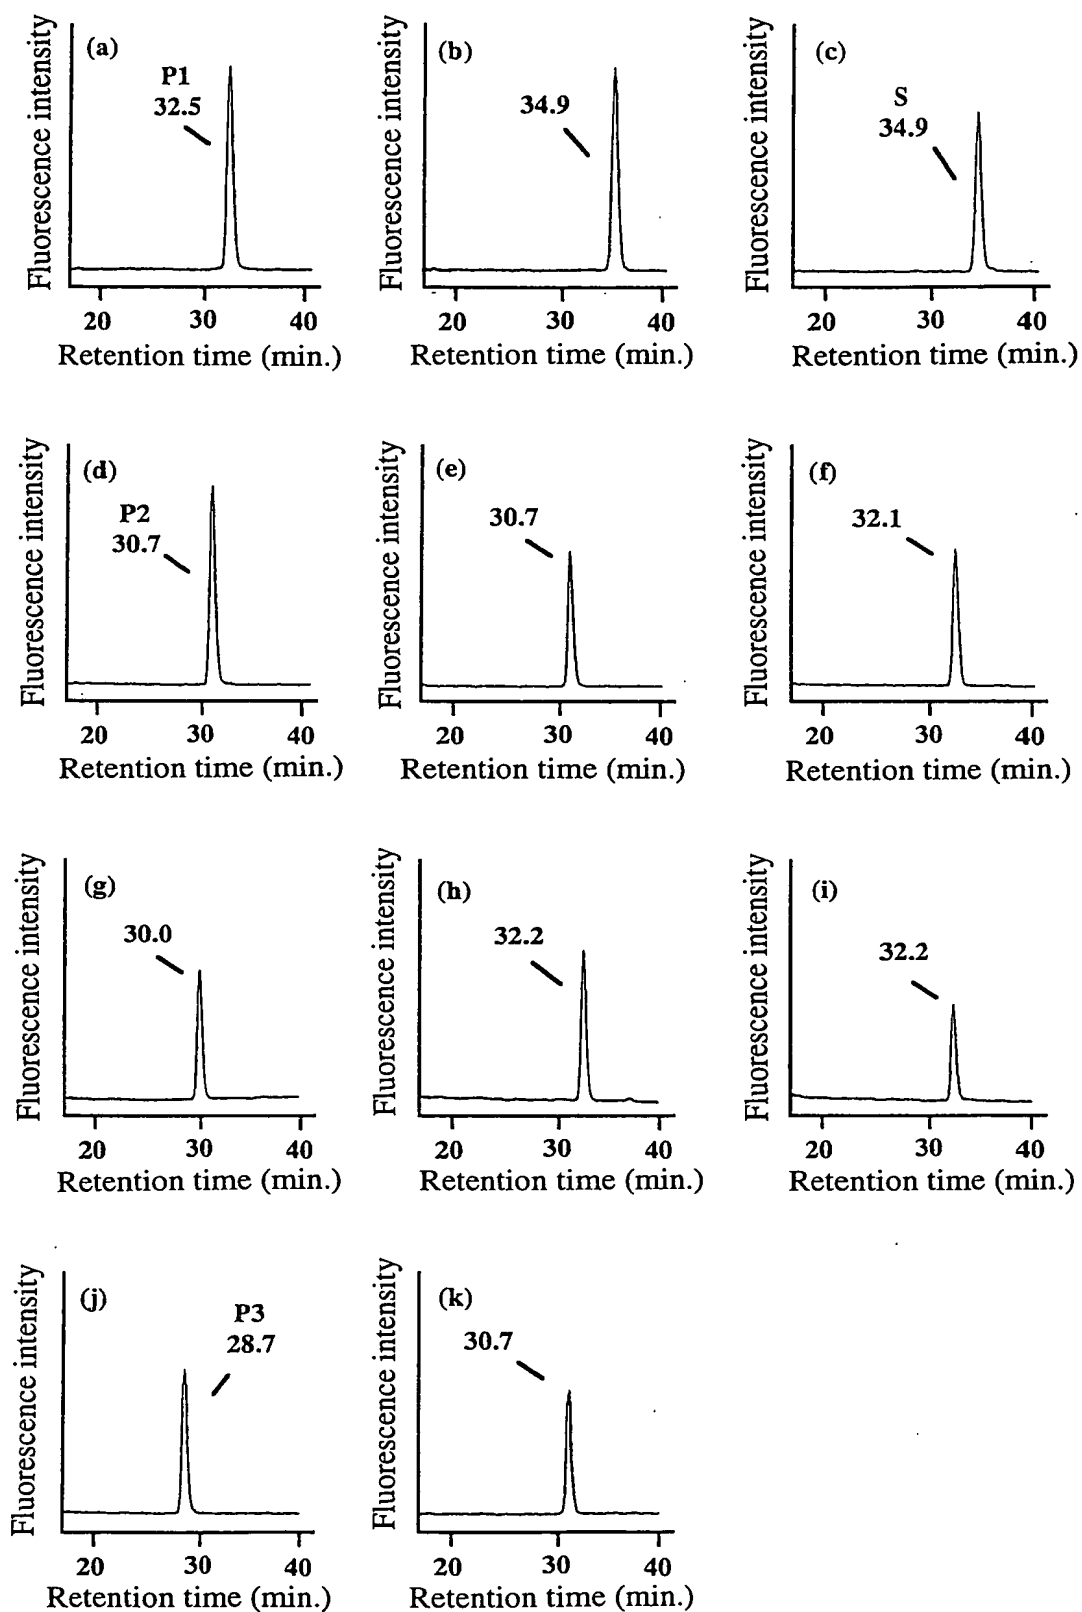 Fluorescence intensity
(a)
P1
32.5
20 30 40
Retention time (min.)
Fluorescence intensity
(b)
34.9
20 30 40
Retention time (min.)
Fluorescence intensity
(c)
S
34.9
20 30 40
Retention time (min.)
Fluorescence intensity
(d)
P2
30.7
20 30 40
Retention time (min.)
Fluorescence intensity
(e)
30.7
20 30 40
Retention time (min.)
Fluorescence intensity
(f)
32.1
20 30 40
Retention time (min.)
Fluorescence intensity
(g)
30.0
20 30 40
Retention time (min.)
Fluorescence intensity
(h)
32.2
20 30 40
Retention time (min.)
Fluorescence intensity
(i)
32.2
20 30 40
Retention time (min.)
Fluorescence intensity
(j)
P3
28.7
20 30 40
Retention time (min.)
Fluorescence intensity
(k)
30.7
20 30 40
Retention time (min.)